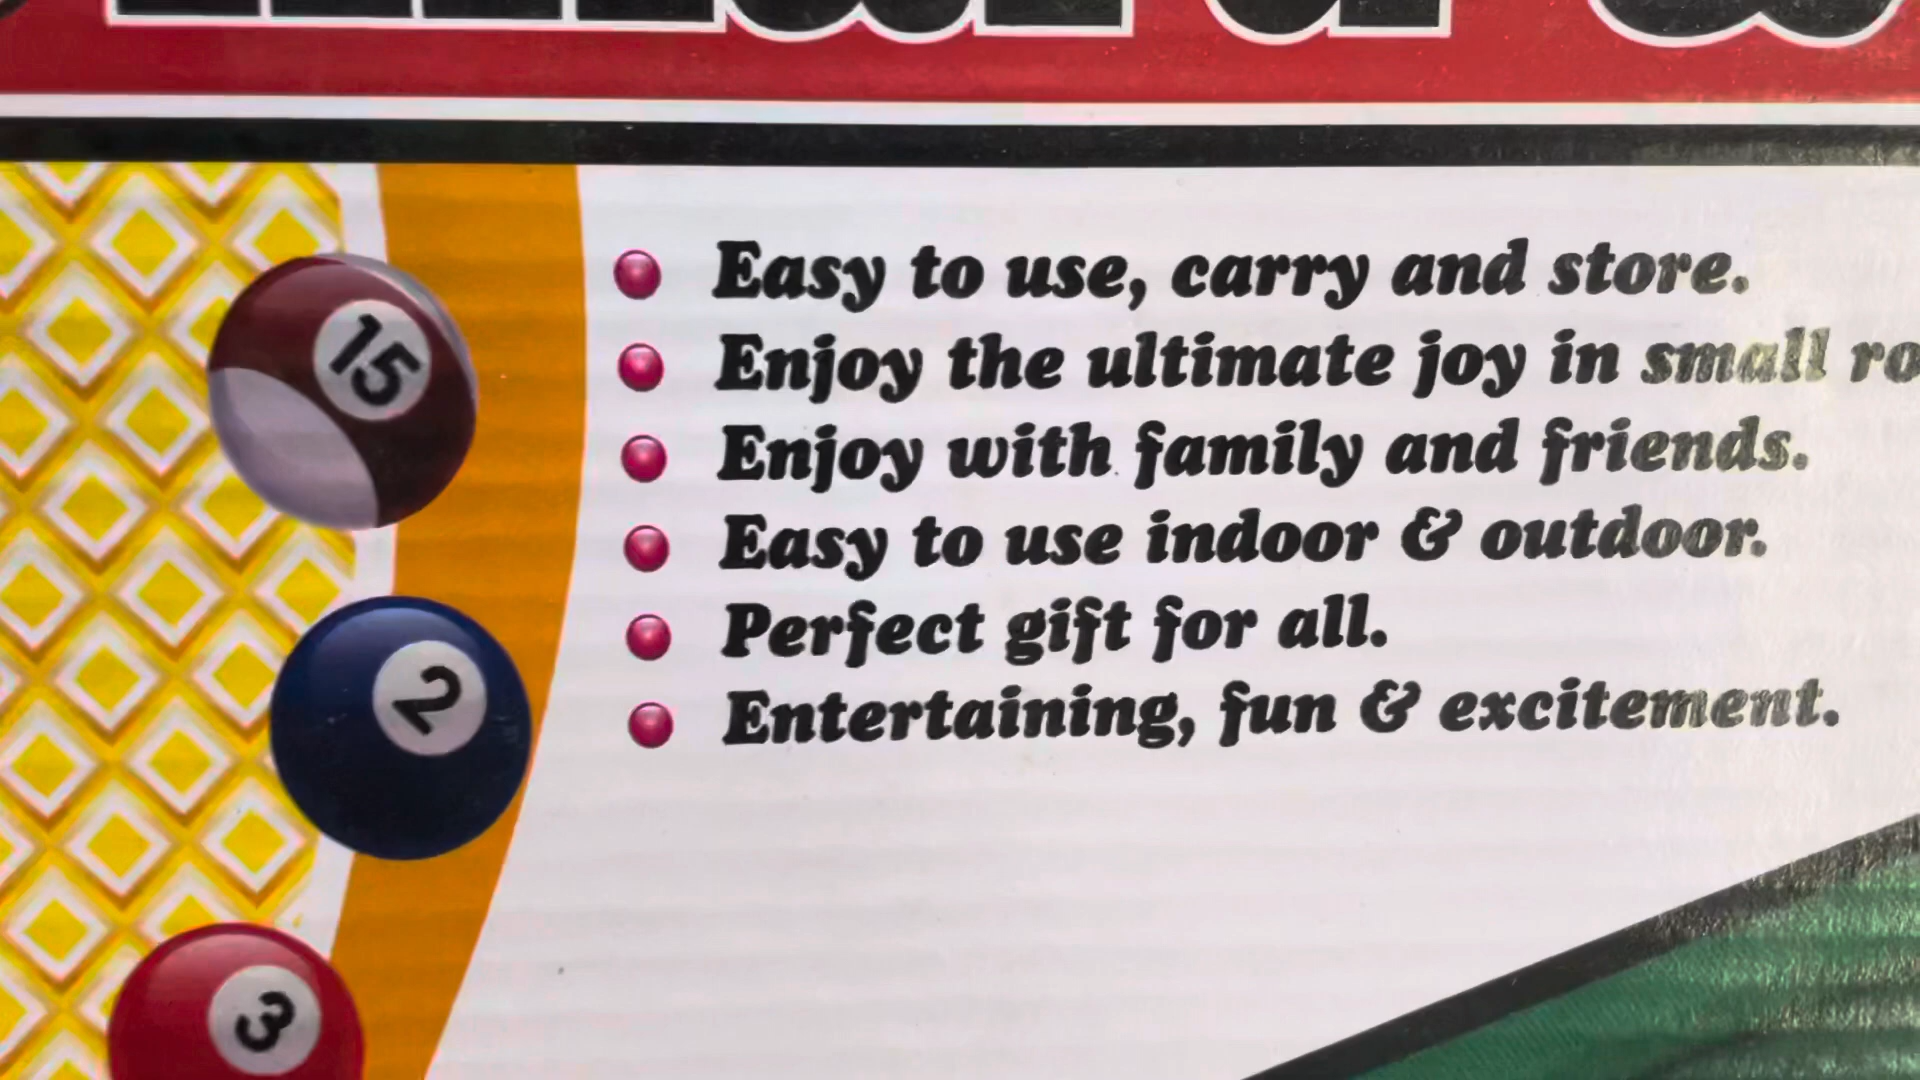 15
Easy to use, carry and store.
Enjoy the ultimate joy in small
Enjoy with family and friends.
Easy to use indoor & outdoor.
2
Perfect gift for all.
Entertaining, fun & excitement.
3